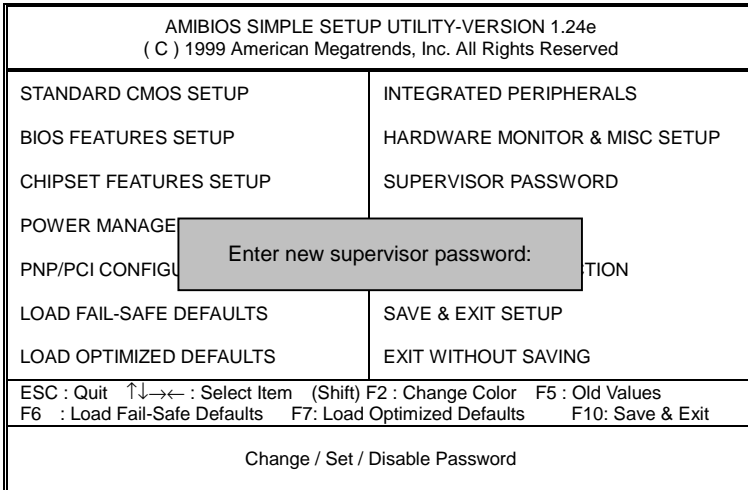 AMIBIOS SIMPLE SETUP UTILITY-VERSION 1.24e
( C ) 1999 American Megatrends, Inc. All Rights Reserved
STANDARD CMOS SETUP
BIOS FEATURES SETUP
CHIPSET FEATURES SETUP
POWER MANAGE
PNP/PCI CONFIGU
LOAD FAIL-SAFE DEFAULTS
LOAD OPTIMIZED DEFAULTS
INTEGRATED PERIPHERALS
HARDWARE MONITOR & MISC SETUP
SUPERVISOR PASSWORD
TION
SAVE & EXIT SETUP
EXIT WITHOUT SAVING
Enter new supervisor password:
ESC : Quit ↑↓→← : Select Item (Shift) F2 : Change Color F5 : Old Values
F6 : Load Fail-Safe Defaults F7: Load Optimized Defaults F10: Save & Exit
Change / Set / Disable Password